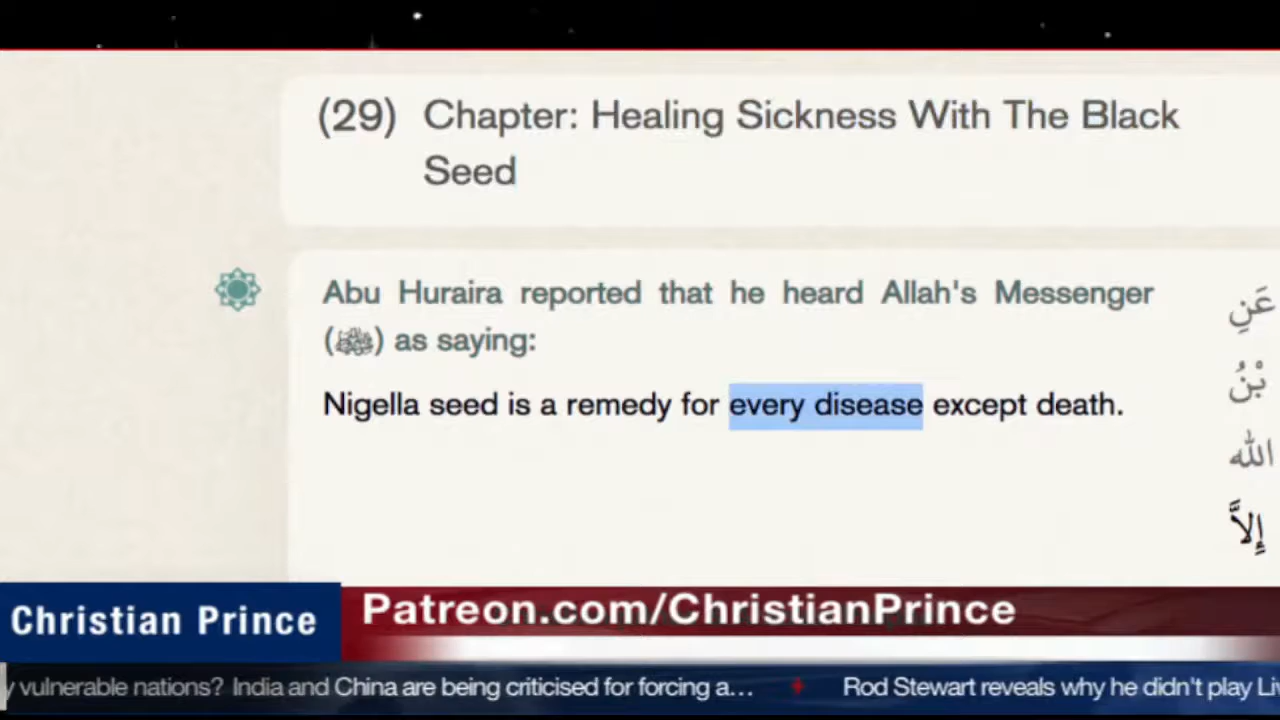 (29) Chapter: Healing Sickness With The Black
Seed
Abu Huraira reported that he heard Allah's Messenger
(ﷺ) as saying:
Nigella seed is a remedy for every disease except death.
عَنِ
بْنُ
الله
إِلاَّ
Christian Prince
Patreon.com/ChristianPrince
y vulnerable nations? India and China are being criticised for forcing a... ♦ Rod Stewart reveals why he didn't play Li